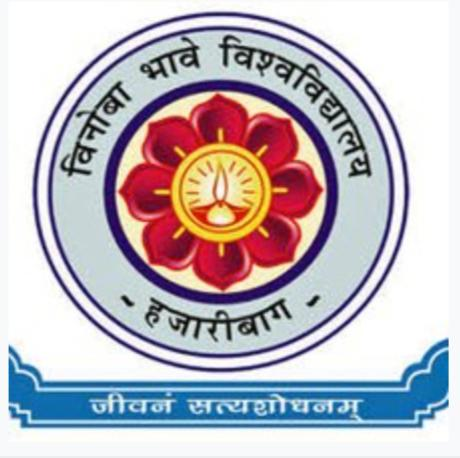 विनोबा भावे विश्वविद्यालय
- हजारीबाग -
जीवनं सत्यशोधनम्